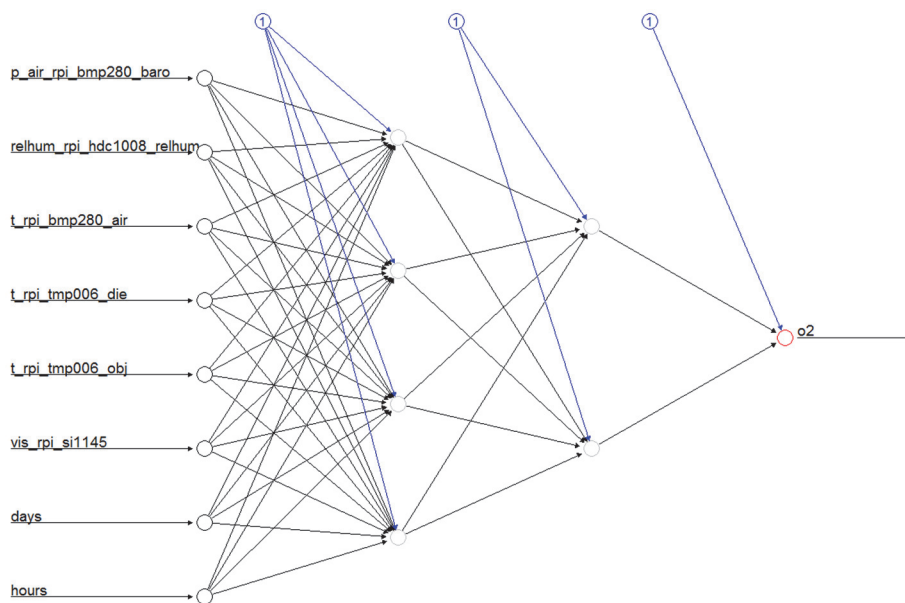 1 1 1
p_air_rpi_bmp280_baro
relhum_rpi_hdc1008_relhum
t_rpi_bmp280_air
t_rpi_tmp006_die
o2
t_rpi_tmp006_obj
vis_rpi_si1145
days
hours